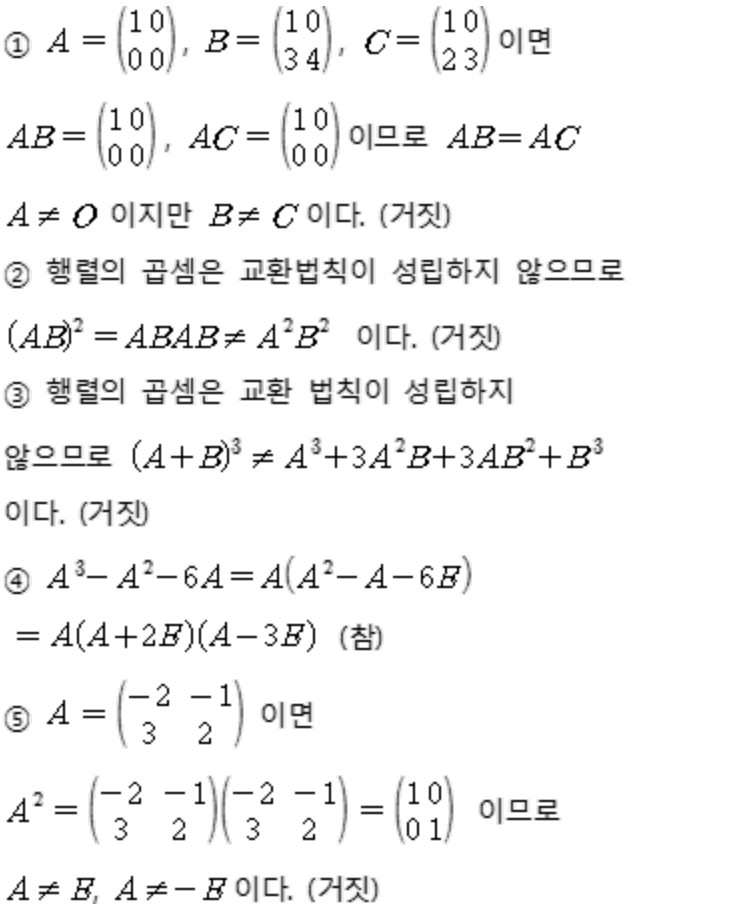 ① A = (1 0 / 0 0), B = (1 0 / 3 4), C = (1 0 / 2 3) 이면
AB = (1 0 / 0 0), AC = (1 0 / 0 0) 이므로 AB = AC
A ≠ O 이지만 B ≠ C 이다. (거짓)
② 행렬의 곱셈은 교환법칙이 성립하지 않으므로
(AB)² = ABAB ≠ A²B² 이다. (거짓)
③ 행렬의 곱셈은 교환 법칙이 성립하지
않으므로 (A+B)³ ≠ A³+3A²B+3AB²+B³
이다. (거짓)
④ A³−A²−6A = A(A²−A−6E)
= A(A+2E)(A−3E) (참)
⑤ A = (−2 −1 / 3 2) 이면
A² = (−2 −1 / 3 2)(−2 −1 / 3 2) = (1 0 / 0 1) 이므로
A ≠ E, A ≠ −E 이다. (거짓)